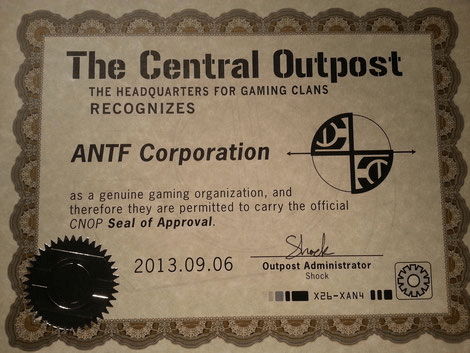 The Central Outpost
THE HEADQUARTERS FOR GAMING CLANS
RECOGNIZES
ANTF Corporation
as a genuine gaming organization, and
therefore they are permitted to carry the official
CNOP Seal of Approval.
2013.09.06
Shock
Outpost Administrator
Shock
X26-XAN4